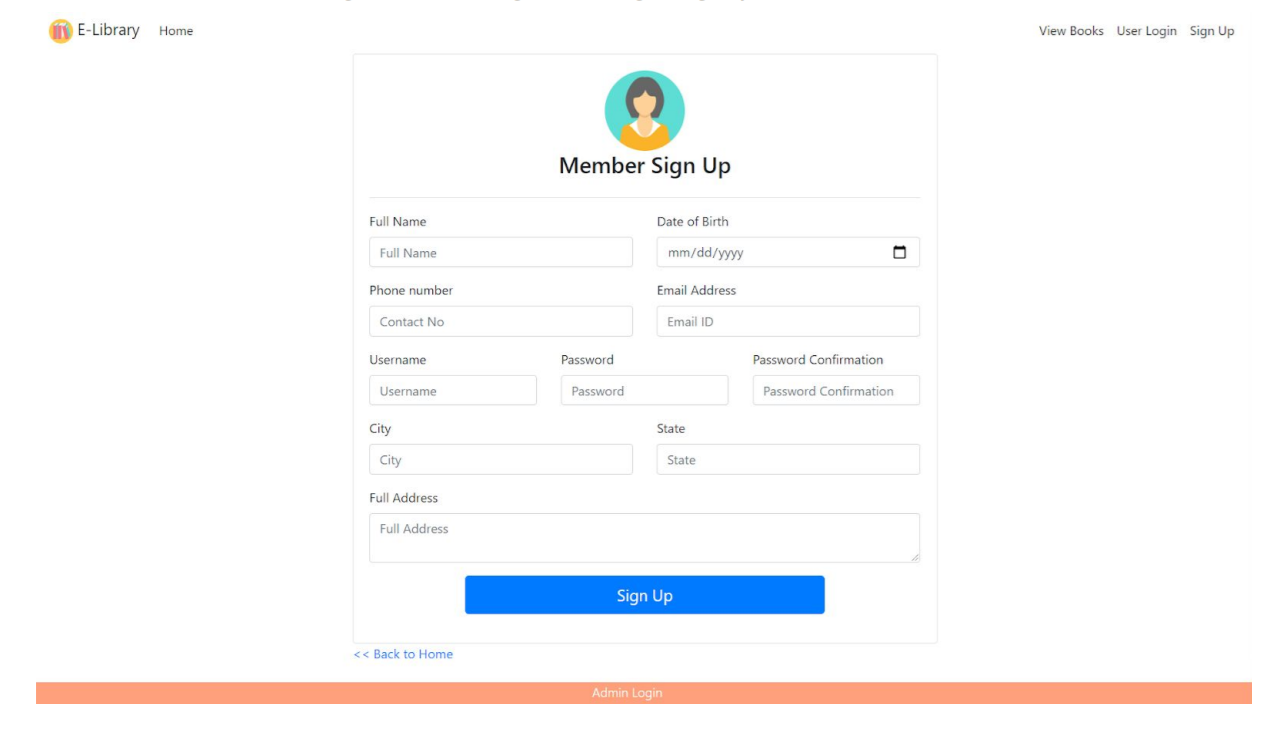 E-Library Home View Books User Login Sign Up
Member Sign Up
Full Name Date of Birth
Full Name mm/dd/yyyy
Phone number Email Address
Contact No Email ID
Username Password Password Confirmation
Username Password Password Confirmation
City State
City State
Full Address
Full Address
Sign Up
<< Back to Home
Admin Login